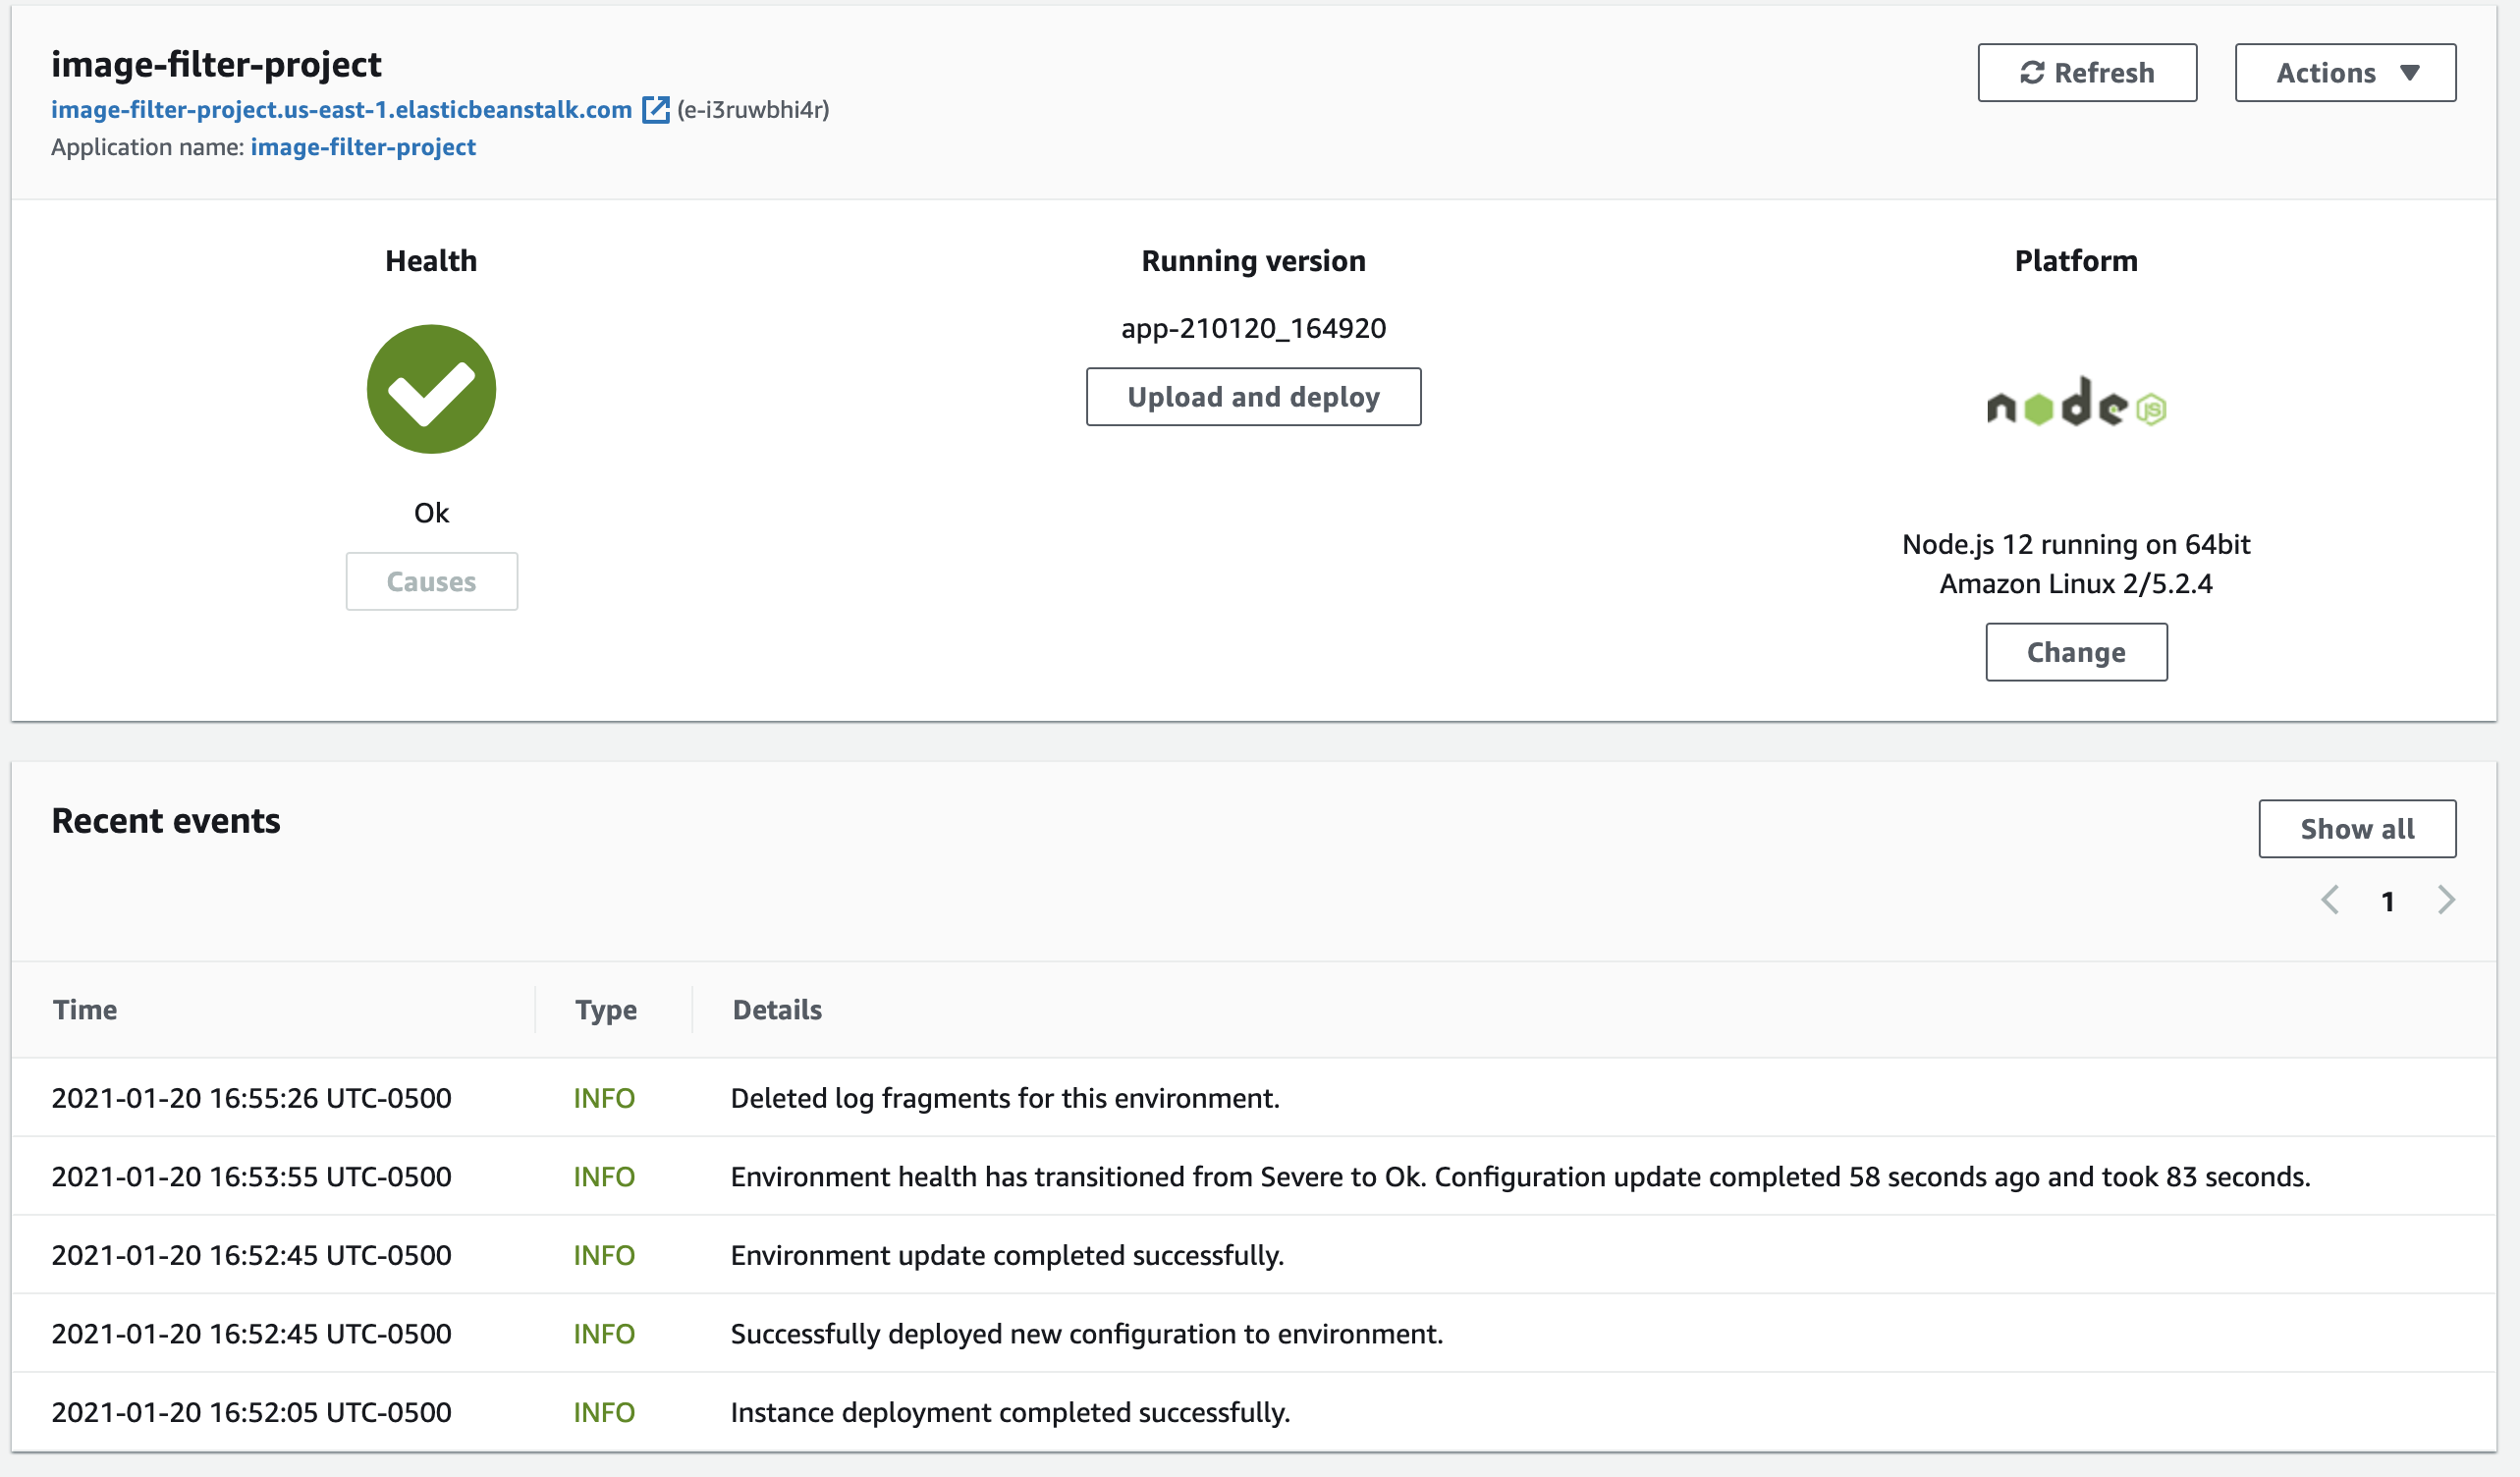 image-filter-project
Refresh
Actions
image-filter-project.us-east-1.elasticbeanstalk.com (e-i3ruwbhi4r)
Application name: image-filter-project
Health
Running version
Platform
app-210120_164920
Upload and deploy
node JS
Ok
Causes
Node.js 12 running on 64bit
Amazon Linux 2/5.2.4
Change
Recent events
Show all
1
Time Type Details
2021-01-20 16:55:26 UTC-0500 INFO Deleted log fragments for this environment.
2021-01-20 16:53:55 UTC-0500 INFO Environment health has transitioned from Severe to Ok. Configuration update completed 58 seconds ago and took 83 seconds.
2021-01-20 16:52:45 UTC-0500 INFO Environment update completed successfully.
2021-01-20 16:52:45 UTC-0500 INFO Successfully deployed new configuration to environment.
2021-01-20 16:52:05 UTC-0500 INFO Instance deployment completed successfully.